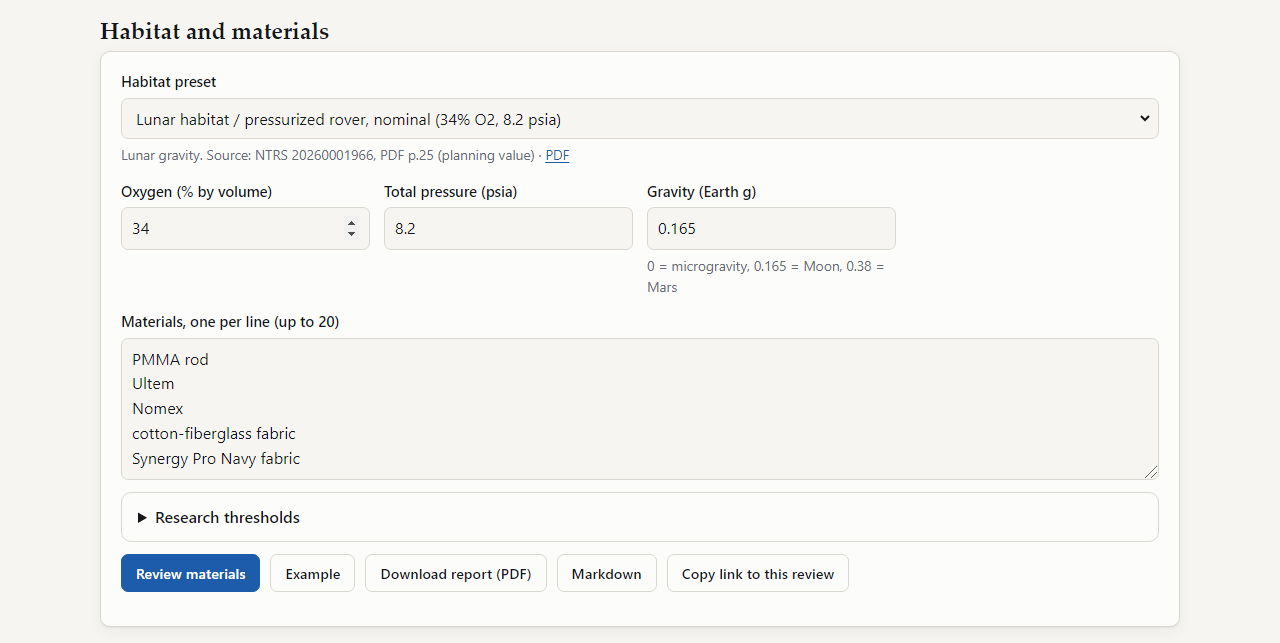 Habitat and materials
Habitat preset
Lunar habitat / pressurized rover, nominal (34% O2, 8.2 psia)
Lunar gravity. Source: NTRS 20260001966, PDF p.25 (planning value) · PDF
Oxygen (% by volume)
Total pressure (psia)
Gravity (Earth g)
34
8.2
0.165
0 = microgravity, 0.165 = Moon, 0.38 =
Mars
Materials, one per line (up to 20)
PMMA rod
Ultem
Nomex
cotton-fiberglass fabric
Synergy Pro Navy fabric
Research thresholds
Review materials
Example
Download report (PDF)
Markdown
Copy link to this review